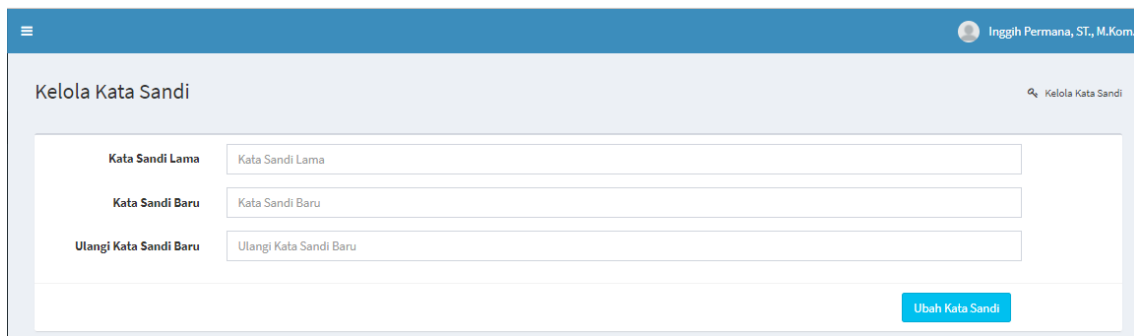 Inggih Permana, ST., M.Kom.
Kelola Kata Sandi
Kelola Kata Sandi
Kata Sandi Lama Kata Sandi Lama
Kata Sandi Baru Kata Sandi Baru
Ulangi Kata Sandi Baru Ulangi Kata Sandi Baru
Ubah Kata Sandi